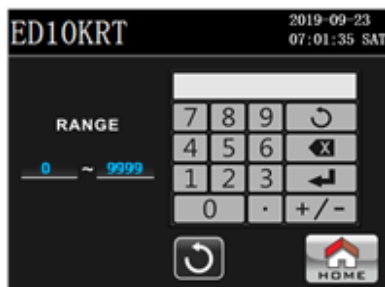 ED10KRT
2019-09-23
07:01:35 SAT
RANGE
0 ~ 9999
7 8 9
4 5 6 X
1 2 3
0 . +/-
HOME